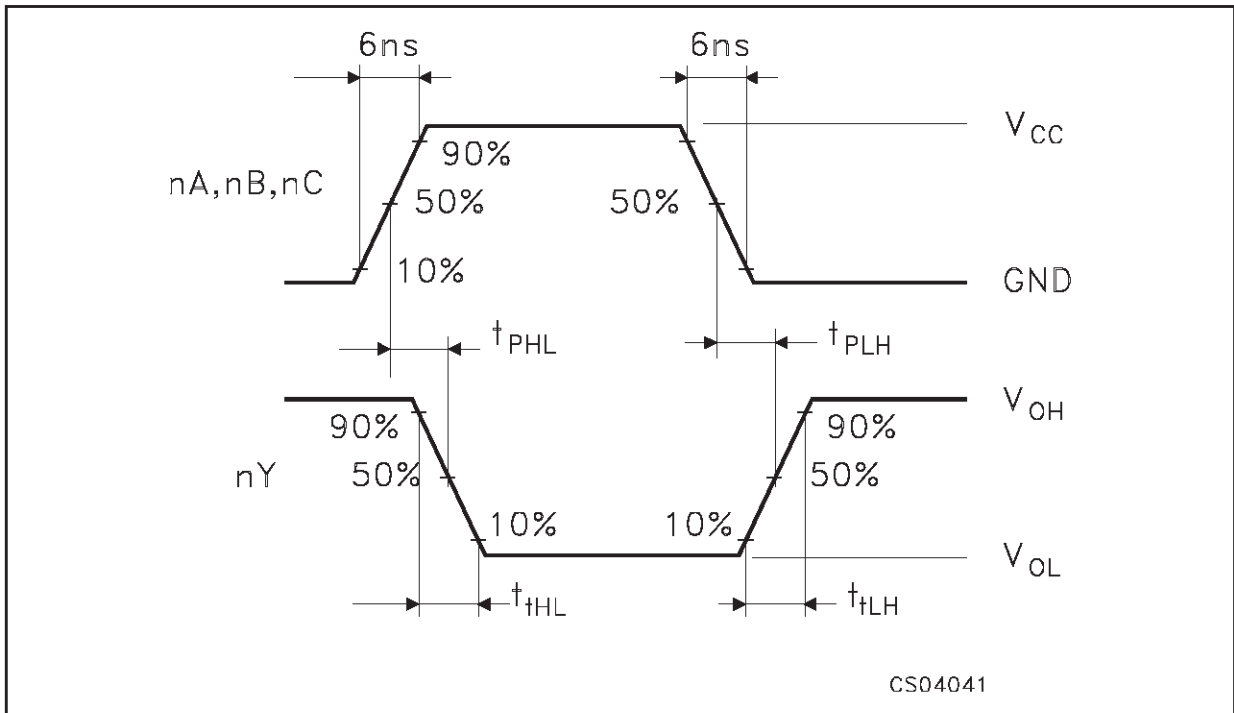 6ns 6ns
V_CC
90%
nA,nB,nC
50% 50%
10%
GND
t_PHL t_PLH
V_OH
90% 90%
nY
50% 50%
10% 10%
V_OL
t_tHL t_tLH
CS04041